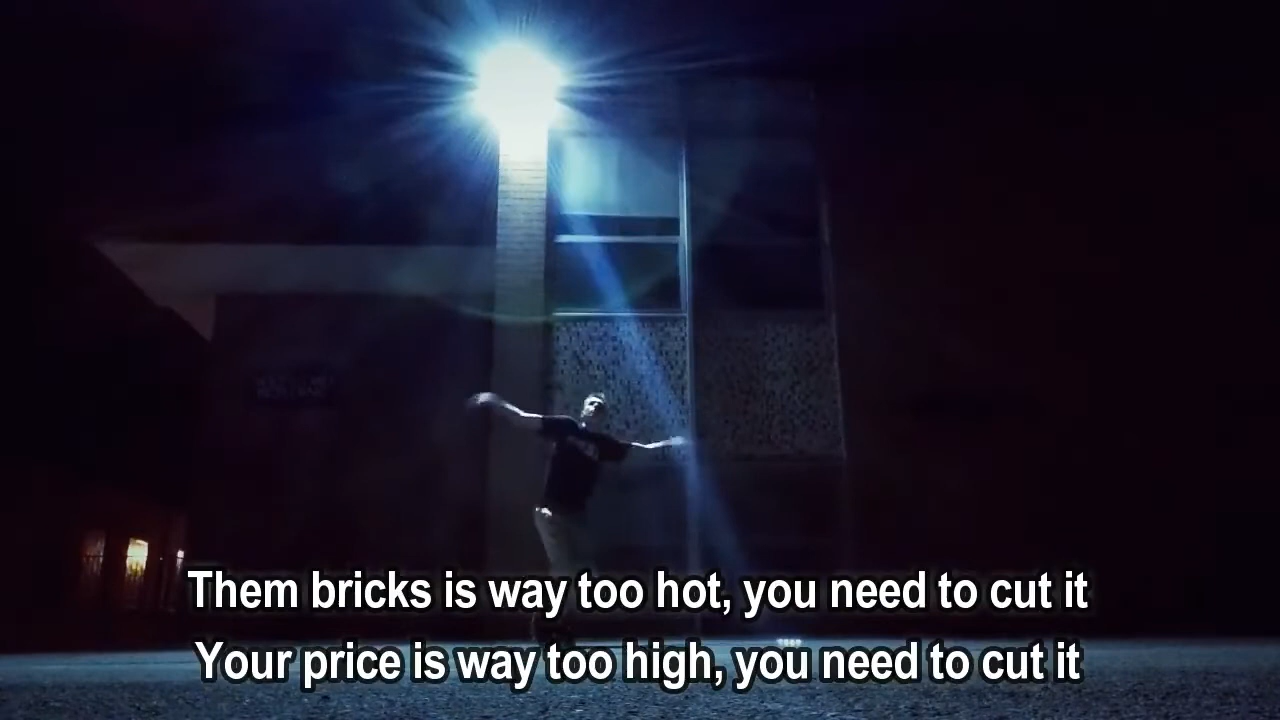 Them bricks is way too hot, you need to cut it
Your price is way too high, you need to cut it